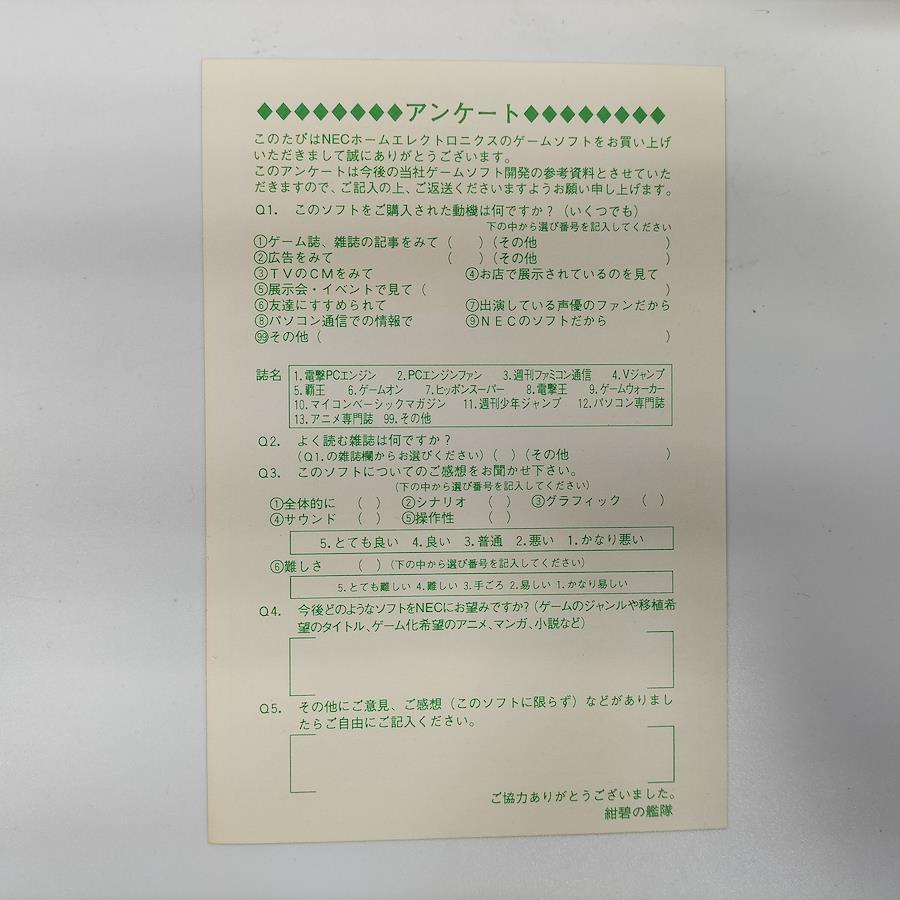 ♦♦♦♦♦♦♦♦♦アンケート♦♦♦♦♦♦♦♦♦
このたびはNECホームエレクトロニクスのゲームソフトをお買い上げ
いただきまして誠にありがとうございます。
このアンケートは今後の当社ゲームソフト開発の参考資料とさせていた
だきますので、ご記入の上、ご返送くださいますようお願い申し上げます。
Q1. このソフトをご購入された動機は何ですか？（いくつでも）
下の中から選び番号を記入してください
①ゲーム誌、雑誌の記事をみて（　）（その他　）
②広告をみて（　）（その他　）
③TVのCMをみて ④お店で展示されているのを見て
⑤展示会・イベントで見て（　）
⑥友達にすすめられて ⑦出演している声優のファンだから
⑧パソコン通信での情報で ⑨NECのソフトだから
(99)その他（　）
誌名 1.電撃PCエンジン 2.PCエンジンファン 3.週刊ファミコン通信 4.Vジャンプ
5.覇王 6.ゲームオン 7.ヒッポンスーパー 8.電撃王 9.ゲームウォーカー
10.マイコンベーシックマガジン 11.週刊少年ジャンプ 12.パソコン専門誌
13.アニメ専門誌 99.その他
Q2. よく読む雑誌は何ですか？
（Q1.の雑誌欄からお選びください）（　）（その他　）
Q3. このソフトについてのご感想をお聞かせ下さい。
（下の中から選び番号を記入してください）
①全体的に（　） ②シナリオ（　） ③グラフィック（　）
④サウンド（　） ⑤操作性（　）
5.とても良い 4.良い 3.普通 2.悪い 1.かなり悪い
⑥難しさ（　）（下の中から選び番号を記入してください）
5.とても難しい 4.難しい 3.手ごろ 2.易しい 1.かなり易しい
Q4. 今後どのようなソフトをNECにお望みですか?（ゲームのジャンルや移植希
望のタイトル、ゲーム化希望のアニメ、マンガ、小説など）
Q5. その他にご意見、ご感想（このソフトに限らず）などがありまし
たらご自由にご記入ください。
ご協力ありがとうございました。
紺碧の艦隊